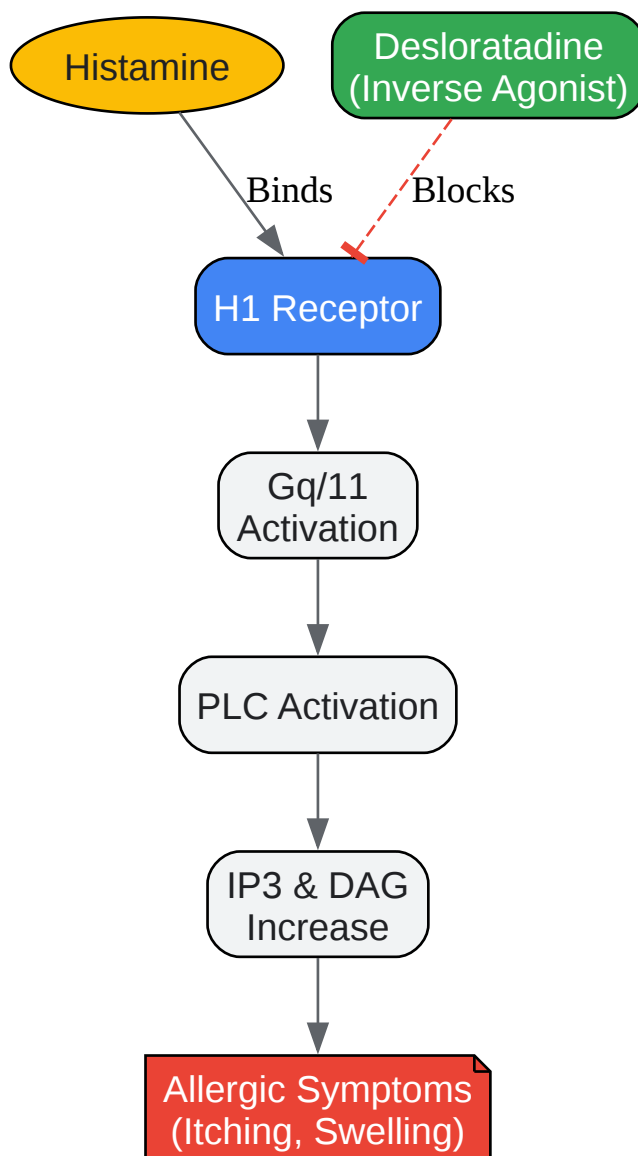 Histamine
Desloratadine
(Inverse Agonist)
Binds
Blocks
H1 Receptor
Gq/11
Activation
PLC Activation
IP3 & DAG
Increase
Allergic Symptoms
(Itching, Swelling)